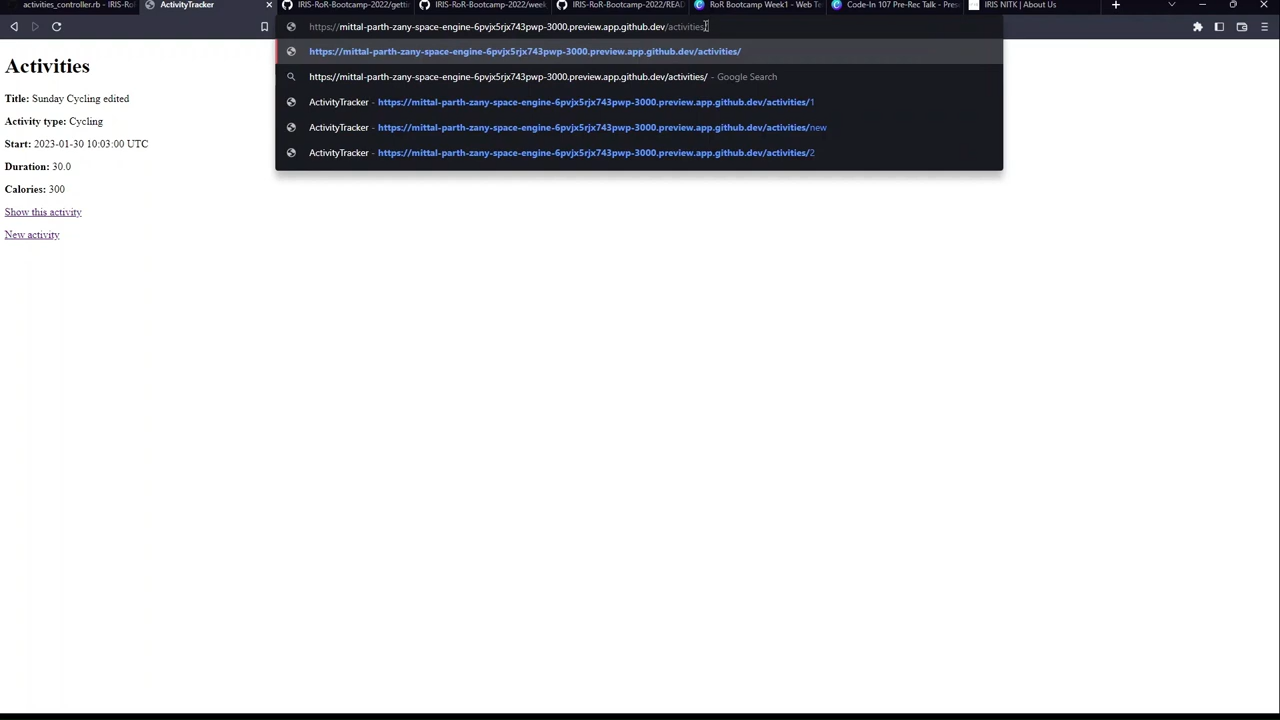 activities_controller.rb - IRIS-Ro
ActivityTracker
IRIS-RoR-Bootcamp-2022/getti
IRIS-RoR-Bootcamp-2022/week
IRIS-RoR-Bootcamp-2022/READ
RoR Bootcamp Week1 - Web Te
Code-In 107 Pre-Rec Talk - Pres
IRIS NITK | About Us
https://mittal-parth-zany-space-engine-6pvjx5rjx743pwp-3000.preview.app.github.dev/activities/
https://mittal-parth-zany-space-engine-6pvjx5rjx743pwp-3000.preview.app.github.dev/activities/
https://mittal-parth-zany-space-engine-6pvjx5rjx743pwp-3000.preview.app.github.dev/activities/ - Google Search
ActivityTracker - https://mittal-parth-zany-space-engine-6pvjx5rjx743pwp-3000.preview.app.github.dev/activities/1
ActivityTracker - https://mittal-parth-zany-space-engine-6pvjx5rjx743pwp-3000.preview.app.github.dev/activities/new
ActivityTracker - https://mittal-parth-zany-space-engine-6pvjx5rjx743pwp-3000.preview.app.github.dev/activities/2
Activities
Title: Sunday Cycling edited
Activity type: Cycling
Start: 2023-01-30 10:03:00 UTC
Duration: 30.0
Calories: 300
Show this activity
New activity